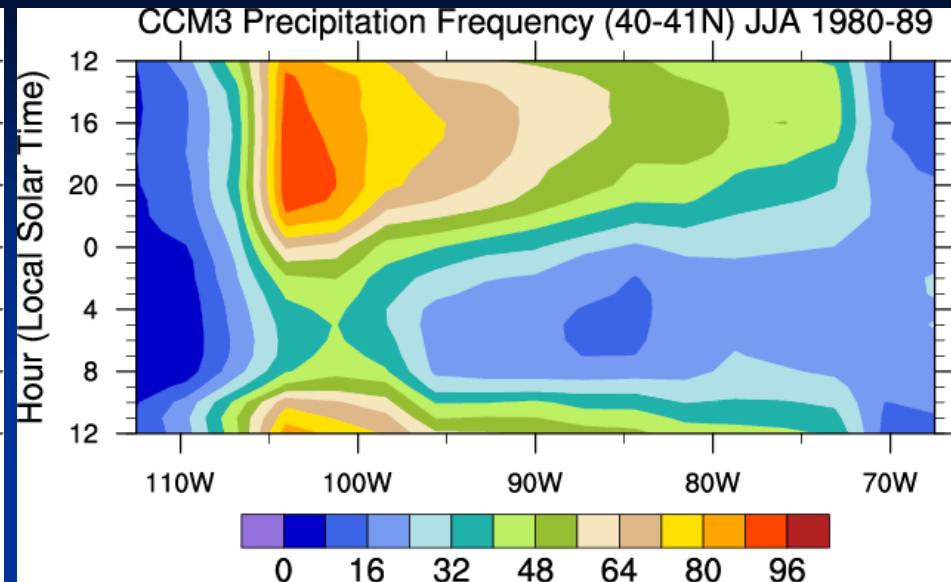 CCM3 Precipitation Frequency (40-41N) JJA 1980-89
Hour (Local Solar Time)
12
16
20
0
4
8
12
110W 100W 90W 80W 70W
0 16 32 48 64 80 96